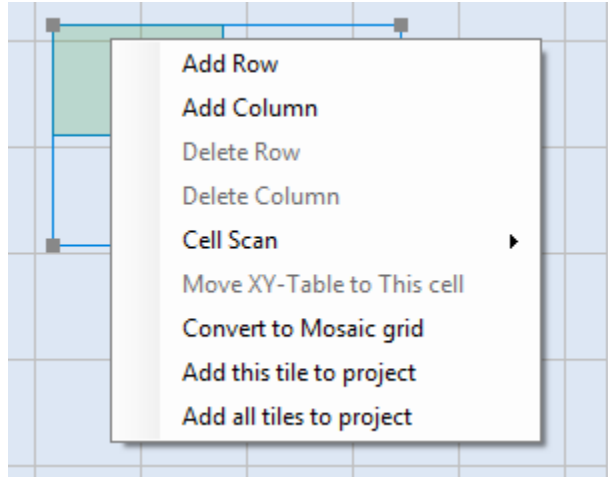 Add Row
Add Column
Delete Row
Delete Column
Cell Scan
Move XY-Table to This cell
Convert to Mosaic grid
Add this tile to project
Add all tiles to project